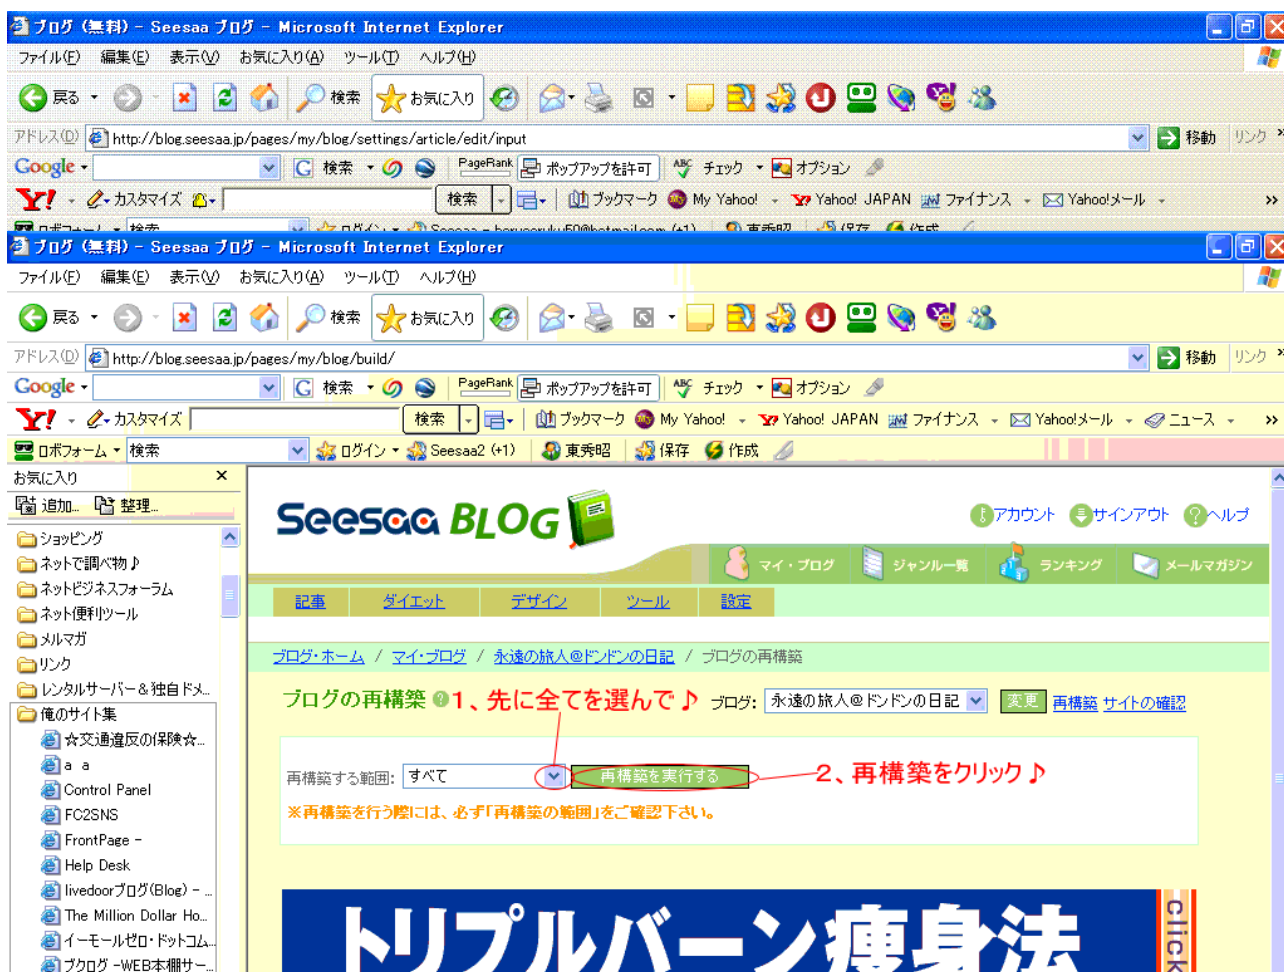 ブログ (無料) - Seesaa ブログ - Microsoft Internet Explorer
ファイル(F) 編集(E) 表示(V) お気に入り(A) ツール(T) ヘルプ(H)
戻る 検索 お気に入り
アドレス(D) http://blog.seesaa.jp/pages/my/blog/settings/article/edit/input 移動 リンク »
Google 検索 PageRank ポップアップを許可 ABC チェック オプション
Y! カスタマイズ 検索 ブックマーク My Yahoo! Yahoo! JAPAN ファイナンス Yahoo!メール »
ブログ (無料) - Seesaa ブログ - Microsoft Internet Explorer
ファイル(F) 編集(E) 表示(V) お気に入り(A) ツール(T) ヘルプ(H)
戻る 検索 お気に入り
アドレス(D) http://blog.seesaa.jp/pages/my/blog/build/ 移動 リンク »
Google 検索 PageRank ポップアップを許可 ABC チェック オプション
Y! カスタマイズ 検索 ブックマーク My Yahoo! Yahoo! JAPAN ファイナンス Yahoo!メール ニュース »
ロボフォーム 検索 ログイン Seesaa2 (+1) 東秀昭 保存 作成
お気に入り ×
追加... 整理...
ショッピング
ネットで調べ物♪
ネットビジネスフォーラム
ネット便利ツール
メルマガ
リンク
レンタルサーバー&独自ドメ...
俺のサイト集
☆交通違反の保険☆...
a a
Control Panel
FC2SNS
FrontPage -
Help Desk
livedoorブログ(Blog) - ...
The Million Dollar Ho...
イーモールゼロ・ドットコム...
ブクログ -WEB本棚サー...
Seesaa BLOG
アカウント サインアウト ヘルプ
マイ・ブログ ジャンル一覧 ランキング メールマガジン
記事 ダイエット デザイン ツール 設定
ブログ・ホーム / マイ・ブログ / 永遠の旅人@ドンドンの日記 / ブログの再構築
ブログの再構築 1、先に全てを選んで♪ ブログ: 永遠の旅人@ドンドンの日記 変更 再構築 サイトの確認
再構築する範囲: すべて 再構築を実行する 2、再構築をクリック♪
※再構築を行う際には、必ず「再構築の範囲」をご確認下さい。
トリプルバーン痩身法
click